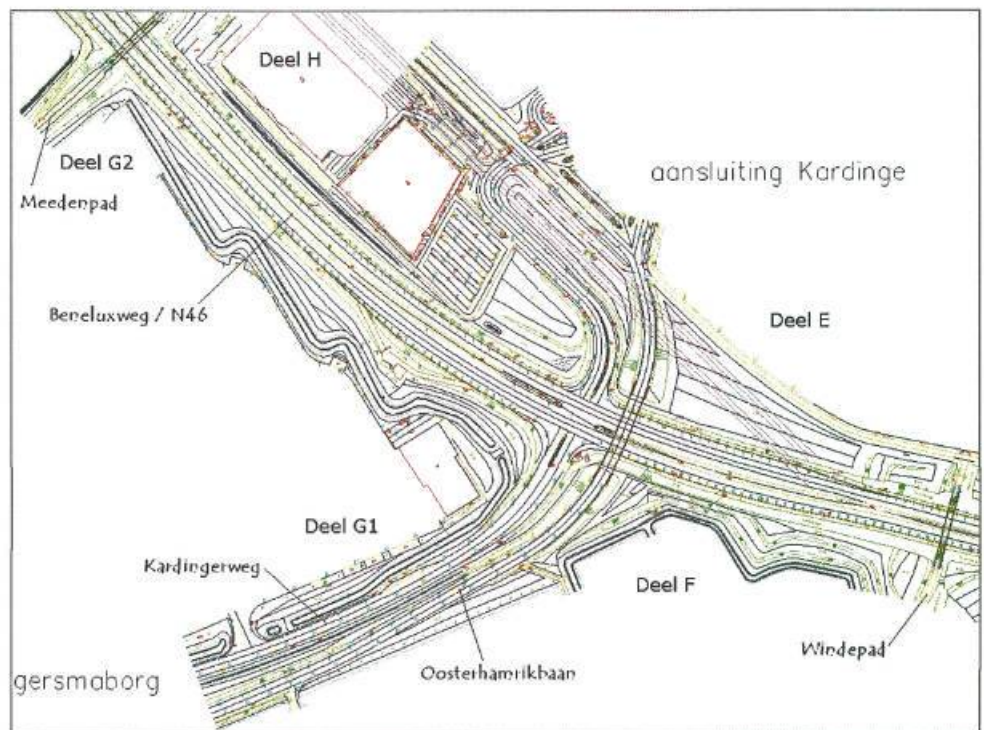 Deel H
Deel G2
aansluiting Kardinge
Meedenpad
Beneluxweg / N46
Deel E
Deel G1
Kardingerweg
Deel F
Windepad
Oosterhamrikbaan
gersmaborg